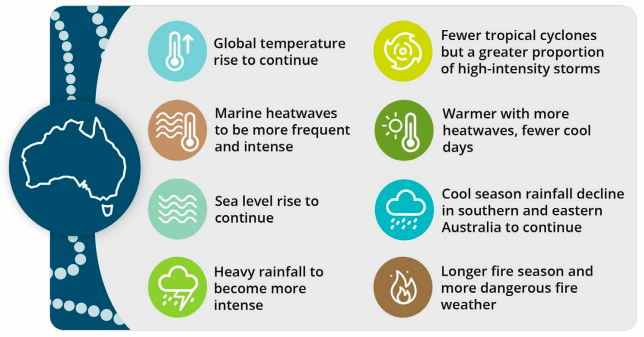 Global temperature
rise to continue
Marine heatwaves
to be more frequent
and intense
Sea level rise to
continue
Heavy rainfall to
become more
intense
Fewer tropical cyclones
but a greater proportion
of high-intensity storms
Warmer with more
heatwaves, fewer cool
days
Cool season rainfall decline
in southern and eastern
Australia to continue
Longer fire season and
more dangerous fire
weather